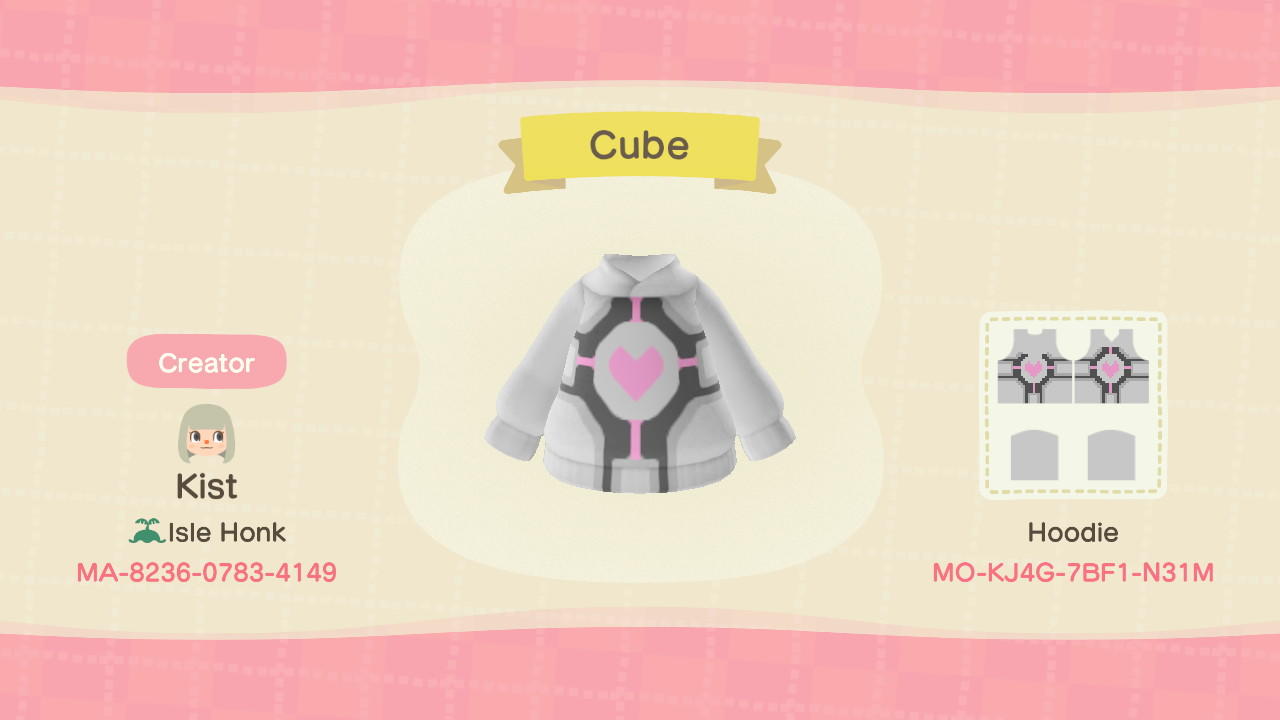 Cube
Creator
Kist
Isle Honk
MA-8236-0783-4149
Hoodie
MO-KJ4G-7BF1-N31M